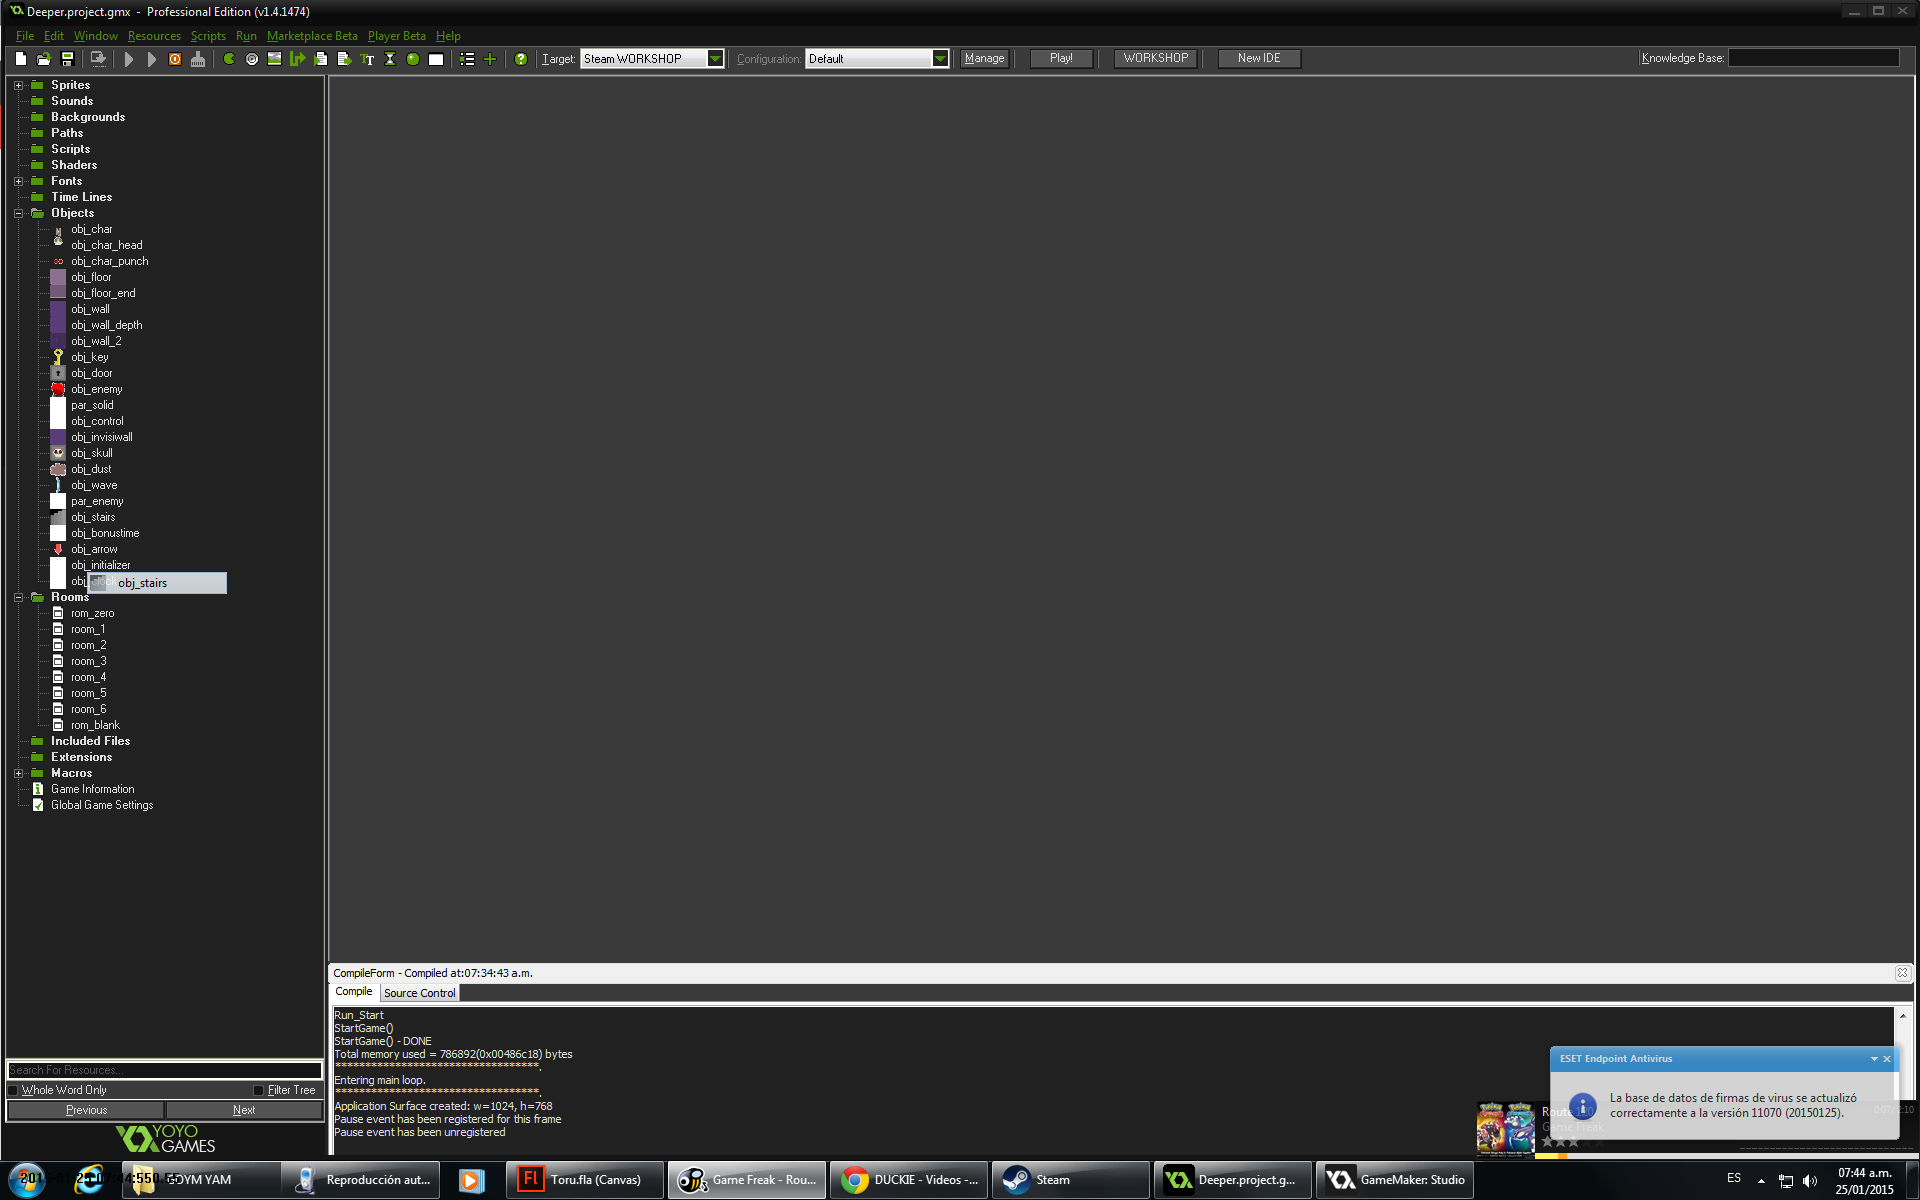 Deeper.project.gmx - Professional Edition (v1.4.1474)
File Edit Window Resources Scripts Run Marketplace Beta Player Beta Help
Target: Steam WORKSHOP Configuration: Default Manage Play! WORKSHOP New IDE Knowledge Base:
Sprites
Sounds
Backgrounds
Paths
Scripts
Shaders
Fonts
Time Lines
Objects
obj_char
obj_char_head
obj_char_punch
obj_floor
obj_floor_end
obj_wall
obj_wall_depth
obj_wall_2
obj_key
obj_door
obj_enemy
par_solid
obj_control
obj_invisiwall
obj_skull
obj_dust
obj_wave
par_enemy
obj_stairs
obj_bonustime
obj_arrow
obj_initializer
obj_stairs
Rooms
rom_zero
room_1
room_2
room_3
room_4
room_5
room_6
rom_blank
Included Files
Extensions
Macros
Game Information
Global Game Settings
Search For Resources...
Whole Word Only Filter Tree
Previous Next
YOYO
GAMES
CompileForm - Compiled at:07:34:43 a.m.
Compile Source Control
Run_Start
StartGame()
StartGame() - DONE
Total memory used = 786892(0x00486c18) bytes
**********************************.
Entering main loop.
**********************************.
Application Surface created: w=1024, h=768
Pause event has been registered for this frame
Pause event has been unregistered
ESET Endpoint Antivirus
La base de datos de firmas de virus se actualizó
correctamente a la versión 11070 (20150125).
Game Freak
YAM Reproducción aut... Toru.fla (Canvas) Game Freak - Rou... DUCKIE - Videos -... Steam Deeper.project.g... GameMaker: Studio ES
07:44 a.m.
25/01/2015